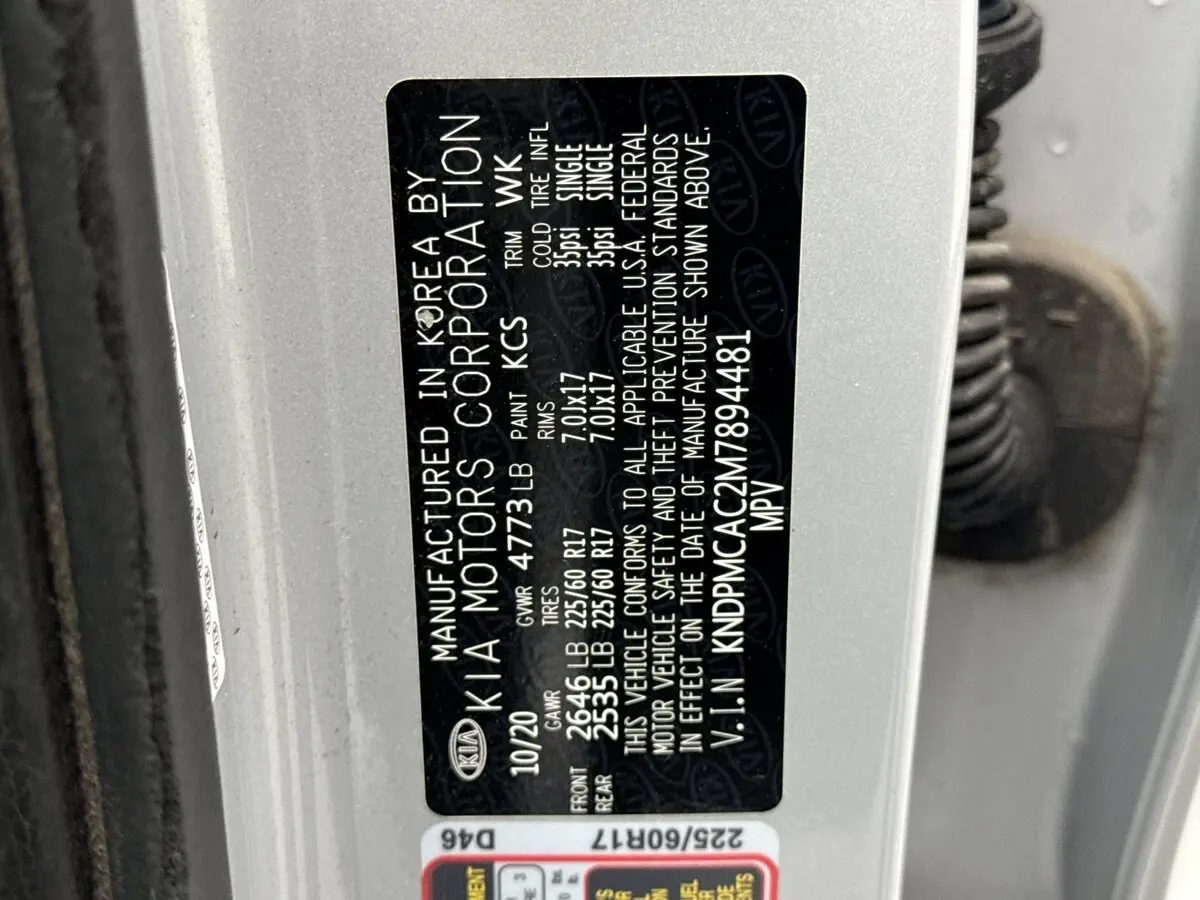 KIA
MANUFACTURED IN KOREA BY
KIA MOTORS CORPORATION
10/20 GVWR 4773 LB PAINT KCS TRIM WK
GAWR TIRES RIMS COLD TIRE INFL
FRONT 2646 LB 225/60 R17 7.0Jx17 35psi SINGLE
REAR 2535 LB 225/60 R17 7.0Jx17 35psi SINGLE
THIS VEHICLE CONFORMS TO ALL APPLICABLE U.S.A. FEDERAL
MOTOR VEHICLE SAFETY AND THEFT PREVENTION STANDARDS
IN EFFECT ON THE DATE OF MANUFACTURE SHOWN ABOVE.
V.I.N KNDPMCAC2M7894481
MPV
225/60R17 D46